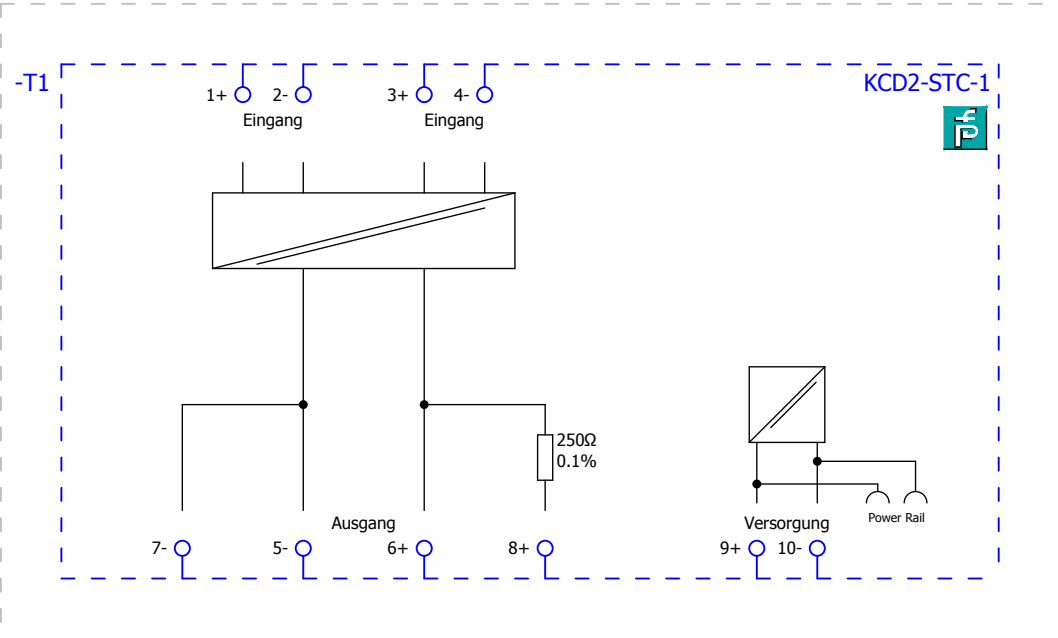 -T1
KCD2-STC-1
1+ 2- 3+ 4-
Eingang Eingang
250Ω
0.1%
Ausgang
Versorgung
Power Rail
7- 5- 6+ 8+ 9+ 10-